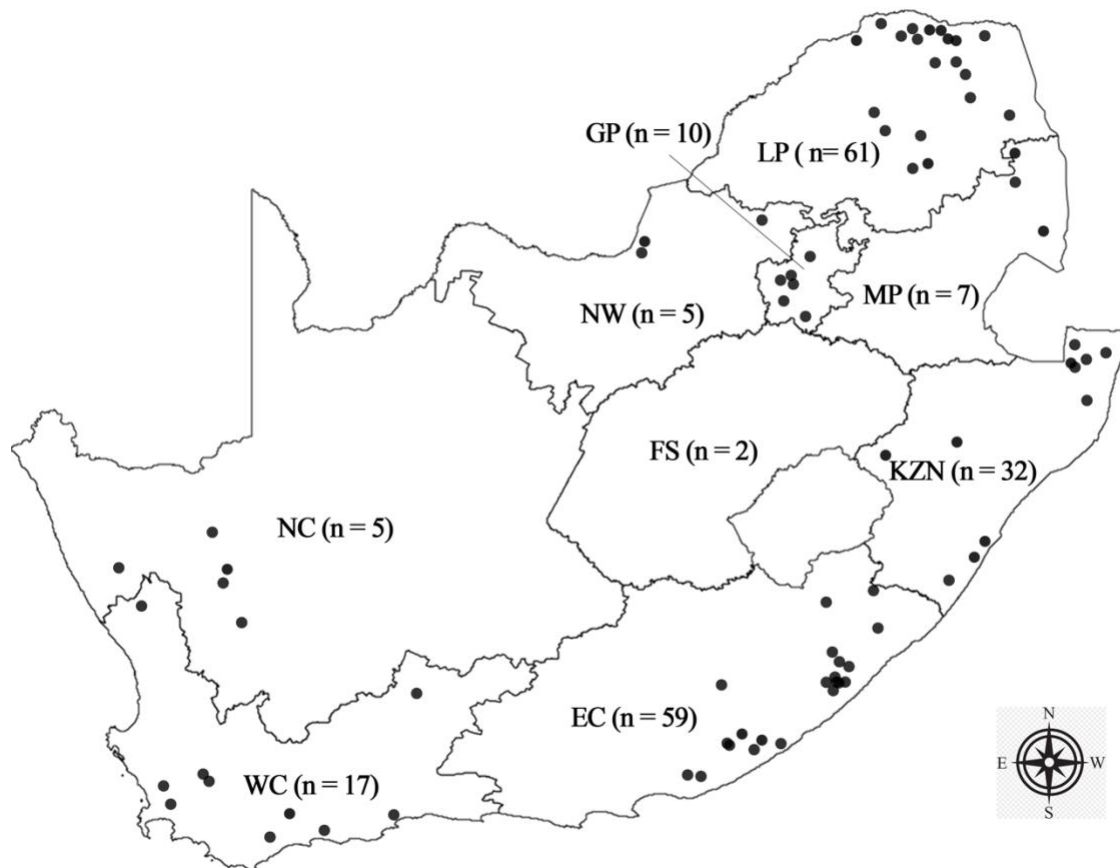 GP (n = 10)
LP ( n= 61)
NW (n = 5)
MP (n = 7)
FS (n = 2)
KZN (n = 32)
NC (n = 5)
EC (n = 59)
WC (n = 17)
N
E W
S